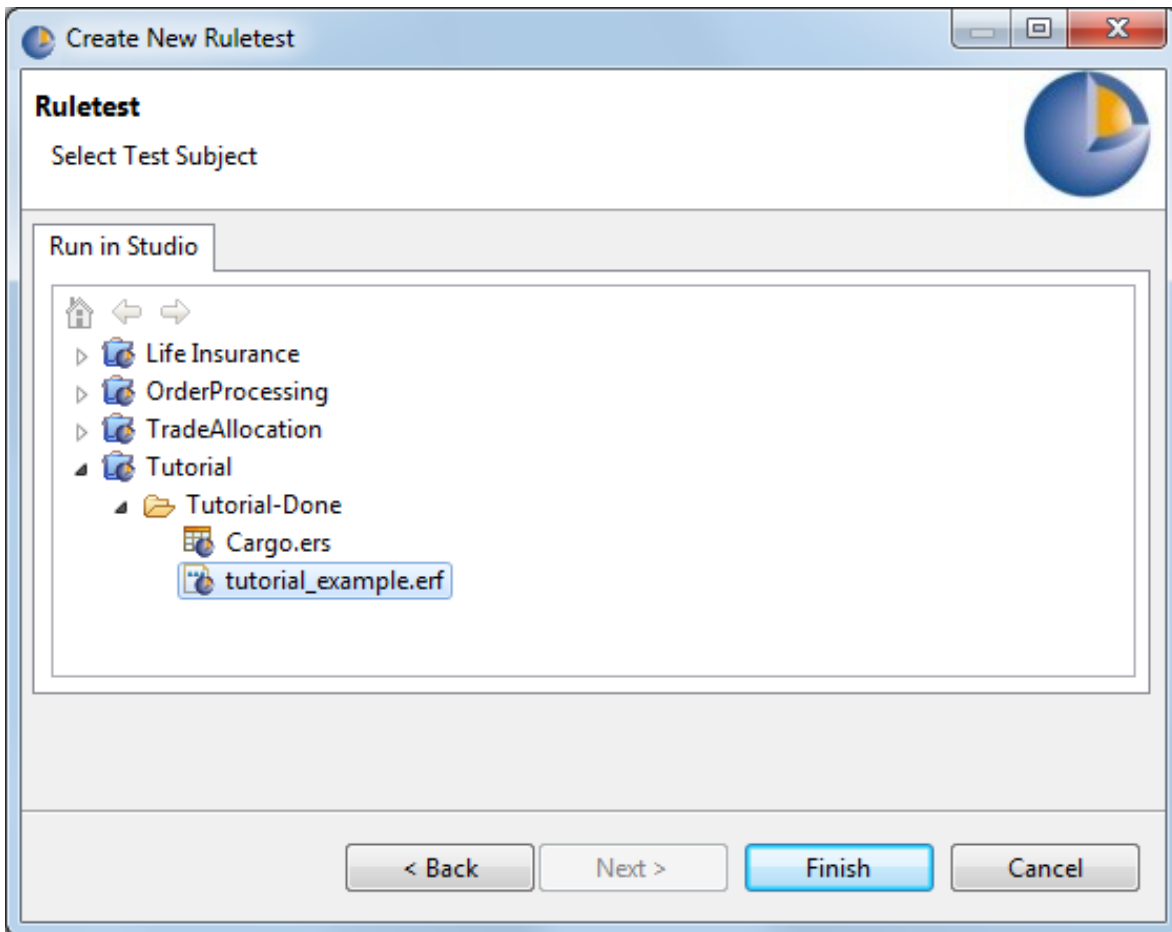 Create New Ruletest
Ruletest
Select Test Subject
Run in Studio
Life Insurance
OrderProcessing
TradeAllocation
Tutorial
Tutorial-Done
Cargo.ers
tutorial_example.erf
< Back Next > Finish Cancel